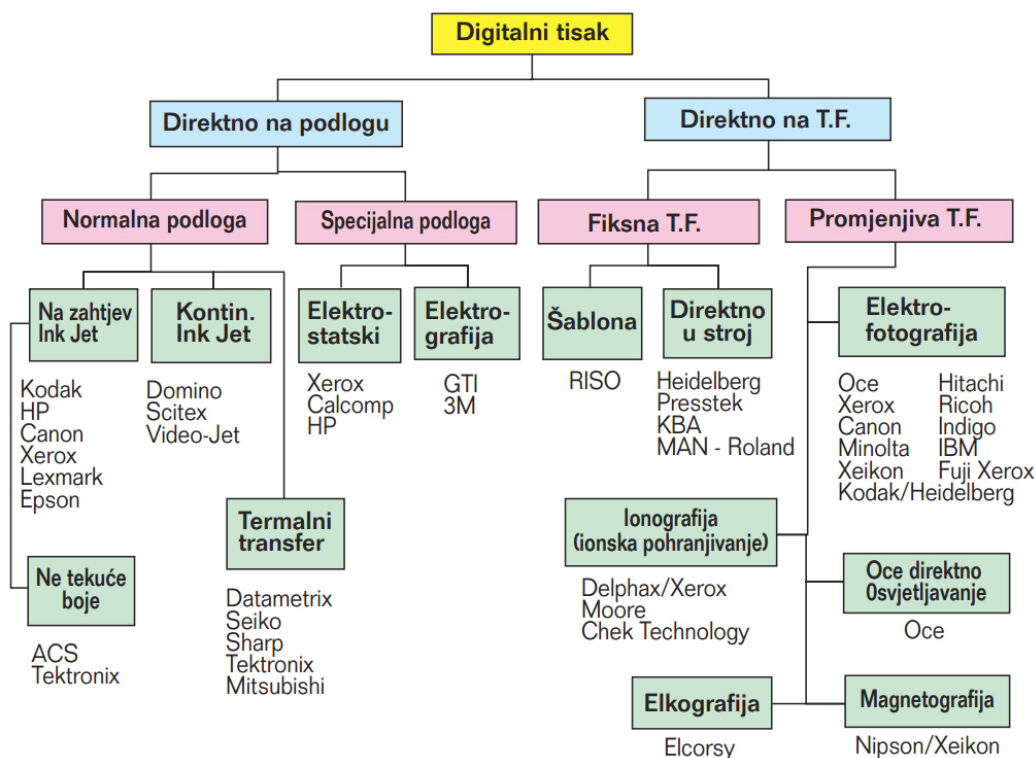 Digitalni tisak
Direktno na podlogu
Direktno na T.F.
Normalna podloga
Specijalna podloga
Fiksna T.F.
Promjenjiva T.F.
Na zahtjev
Ink Jet
Kodak
HP
Canon
Xerox
Lexmark
Epson
Kontin.
Ink Jet
Domino
Scitex
Video-Jet
Elektro-
statski
Xerox
Calcomp
HP
Elektro-
grafija
GTI
3M
Šablona
RISO
Direktno
u stroj
Heidelberg
Presstek
KBA
MAN - Roland
Elektro-
fotografija
Oce Hitachi
Xerox Ricoh
Canon Indigo
Minolta IBM
Xeikon Fuji Xerox
Kodak/Heidelberg
Ne tekuće
boje
ACS
Tektronix
Termalni
transfer
Datametrix
Seiko
Sharp
Tektronix
Mitsubishi
Ionografija
(ionska pohranjivanje)
Delphax/Xerox
Moore
Chek Technology
Oce direktno
Osvjetljavanje
Oce
Elkografija
Elcorsy
Magnetografija
Nipson/Xeikon